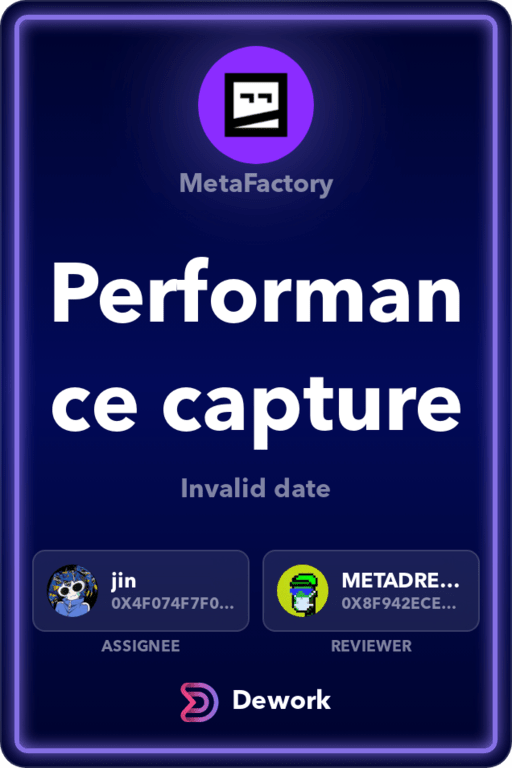 MetaFactory
Performan
ce capture
Invalid date
jin
0X4F074F7F0...
METADRE...
0X8F942ECE...
ASSIGNEE
REVIEWER
Dework